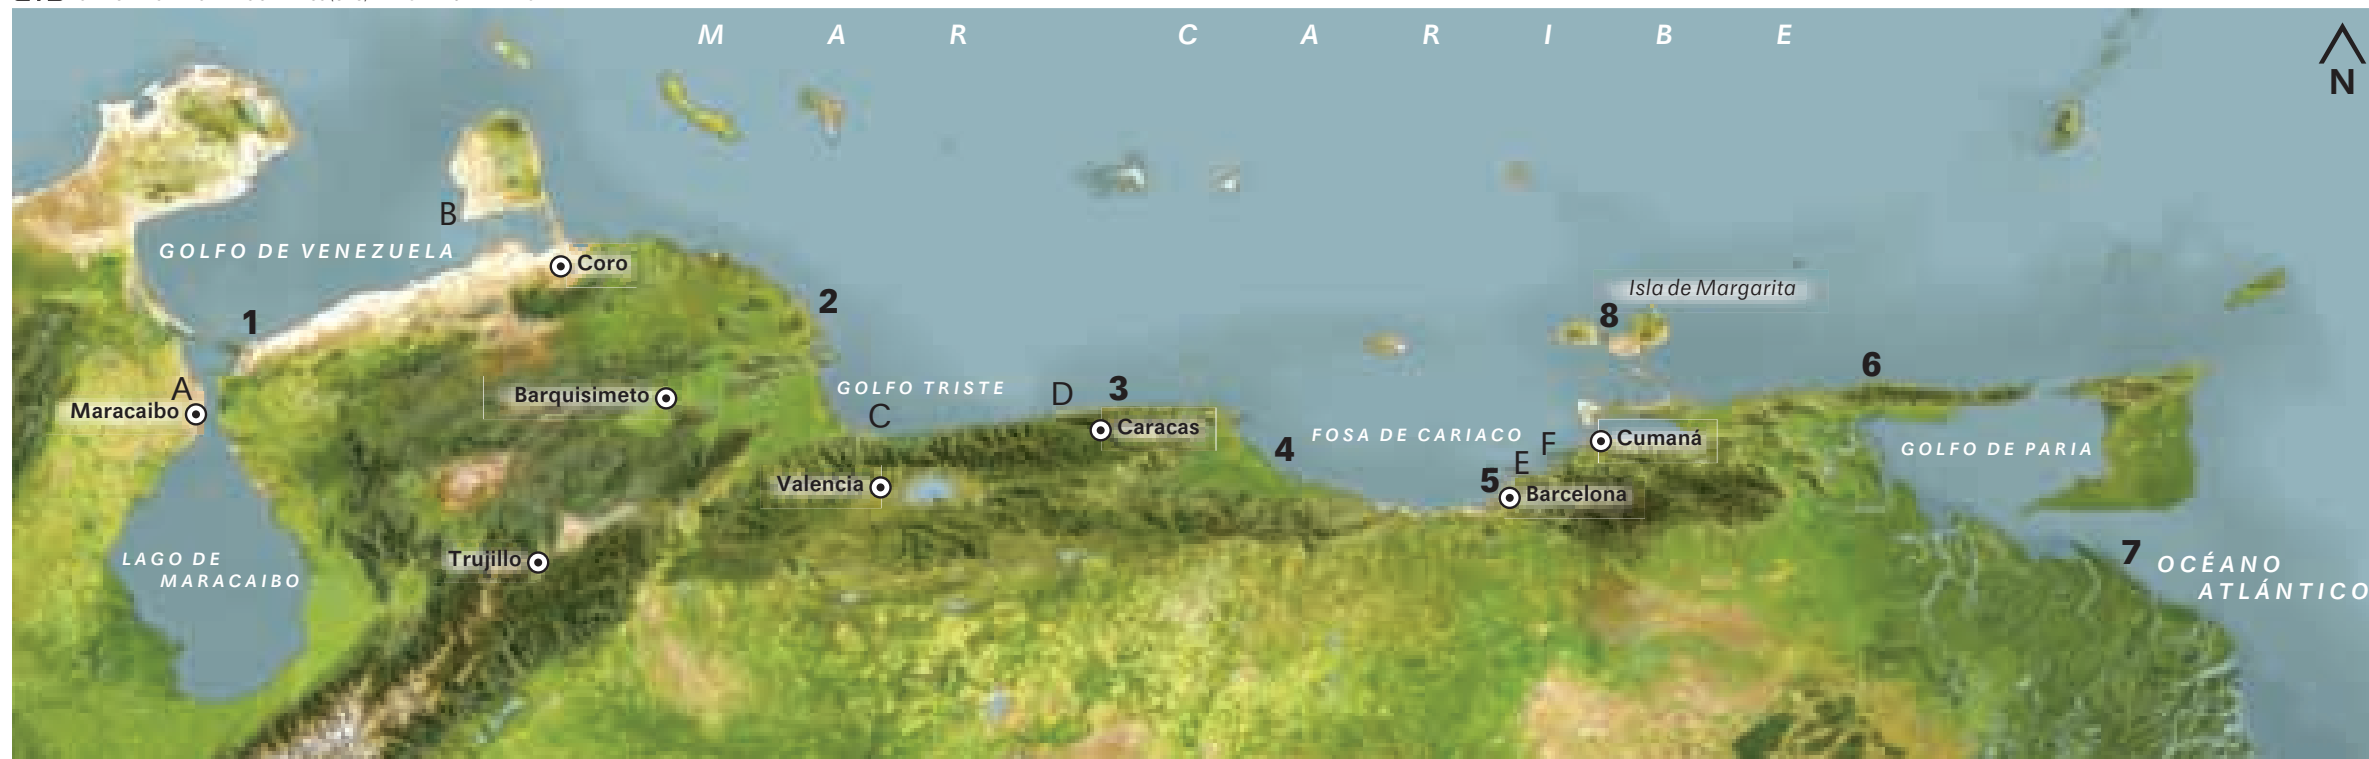 M A R C A R I B E
N
B
GOLFO DE VENEZUELA
Coro
Isla de Margarita
1
2
8
6
A
Maracaibo
Barquisimeto
GOLFO TRISTE
C
D
3
Caracas
4
FOSA DE CARIACO
F
Cumaná
GOLFO DE PARIA
Valencia
5
E
Barcelona
LAGO DE
MARACAIBO
Trujillo
7
OCÉANO
ATLÁNTICO